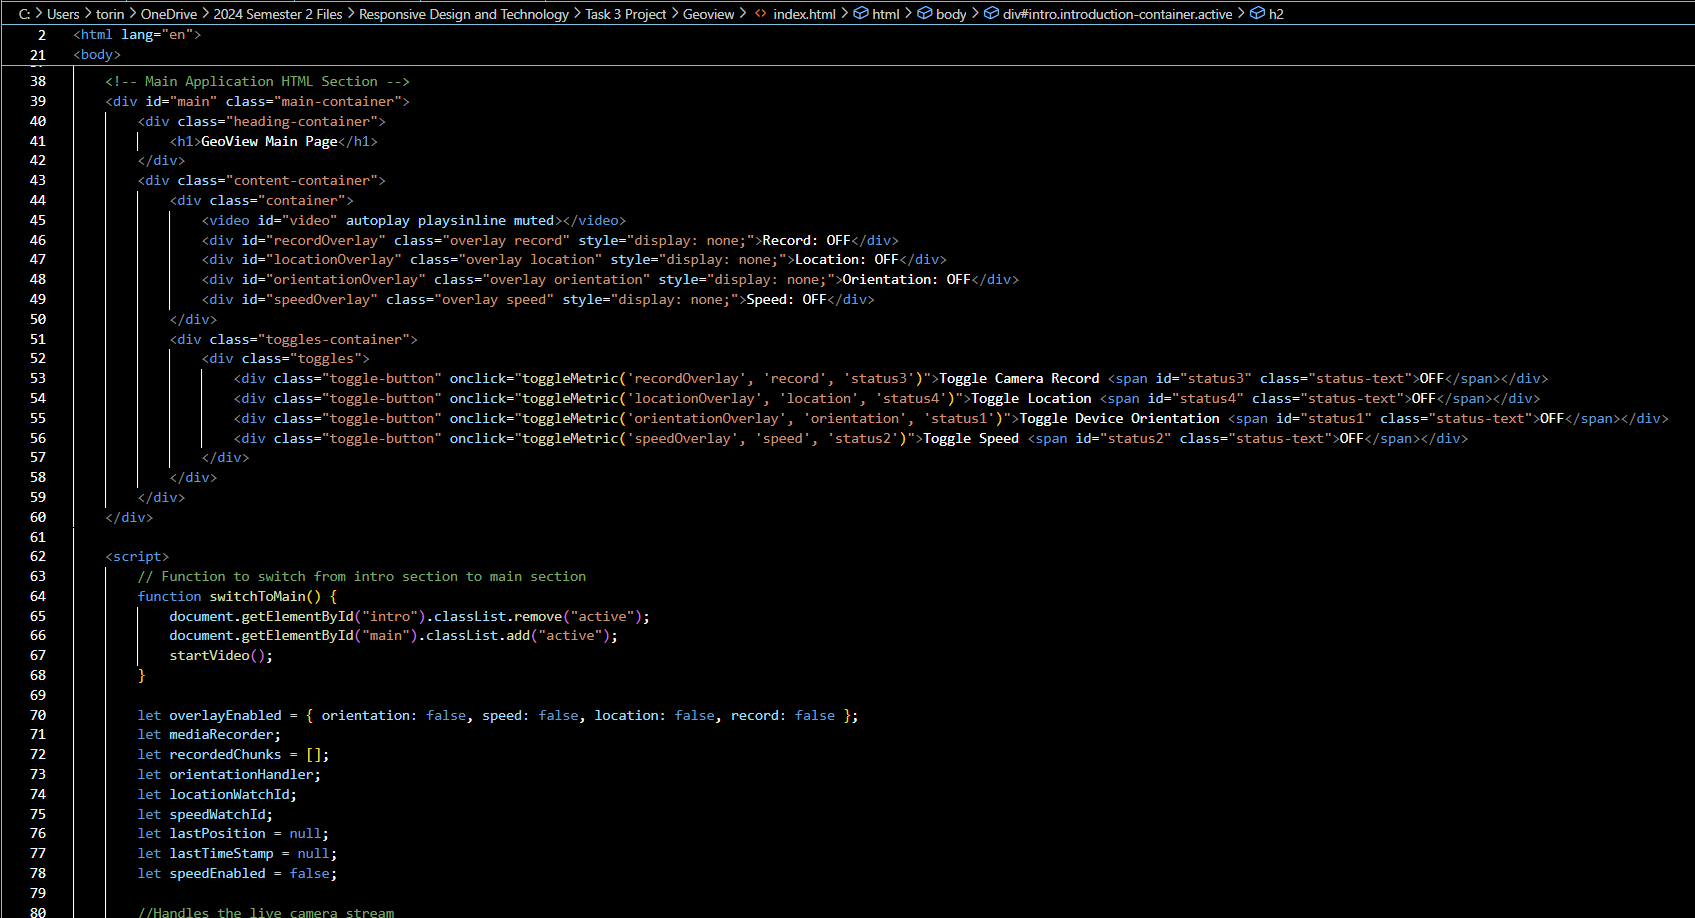 C: > Users > torin > OneDrive > 2024 Semester 2 Files > Responsive Design and Technology > Task 3 Project > Geoview > <> index.html > html > body > div#intro.introduction-container.active > h2
2 <html lang="en">
21 <body>
38 <!-- Main Application HTML Section -->
39 <div id="main" class="main-container">
40 <div class="heading-container">
41 <h1>GeoView Main Page</h1>
42 </div>
43 <div class="content-container">
44 <div class="container">
45 <video id="video" autoplay playsinline muted></video>
46 <div id="recordOverlay" class="overlay record" style="display: none;">Record: OFF</div>
47 <div id="locationOverlay" class="overlay location" style="display: none;">Location: OFF</div>
48 <div id="orientationOverlay" class="overlay orientation" style="display: none;">Orientation: OFF</div>
49 <div id="speedOverlay" class="overlay speed" style="display: none;">Speed: OFF</div>
50 </div>
51 <div class="toggles-container">
52 <div class="toggles">
53 <div class="toggle-button" onclick="toggleMetric('recordOverlay', 'record', 'status3')">Toggle Camera Record <span id="status3" class="status-text">OFF</span></div>
54 <div class="toggle-button" onclick="toggleMetric('locationOverlay', 'location', 'status4')">Toggle Location <span id="status4" class="status-text">OFF</span></div>
55 <div class="toggle-button" onclick="toggleMetric('orientationOverlay', 'orientation', 'status1')">Toggle Device Orientation <span id="status1" class="status-text">OFF</span></div>
56 <div class="toggle-button" onclick="toggleMetric('speedOverlay', 'speed', 'status2')">Toggle Speed <span id="status2" class="status-text">OFF</span></div>
57 </div>
58 </div>
59 </div>
60 </div>
61
62 <script>
63 // Function to switch from intro section to main section
64 function switchToMain() {
65 document.getElementById("intro").classList.remove("active");
66 document.getElementById("main").classList.add("active");
67 startVideo();
68 }
69
70 let overlayEnabled = { orientation: false, speed: false, location: false, record: false };
71 let mediaRecorder;
72 let recordedChunks = [];
73 let orientationHandler;
74 let locationWatchId;
75 let speedWatchId;
76 let lastPosition = null;
77 let lastTimeStamp = null;
78 let speedEnabled = false;
79
80 //Handles the live camera stream